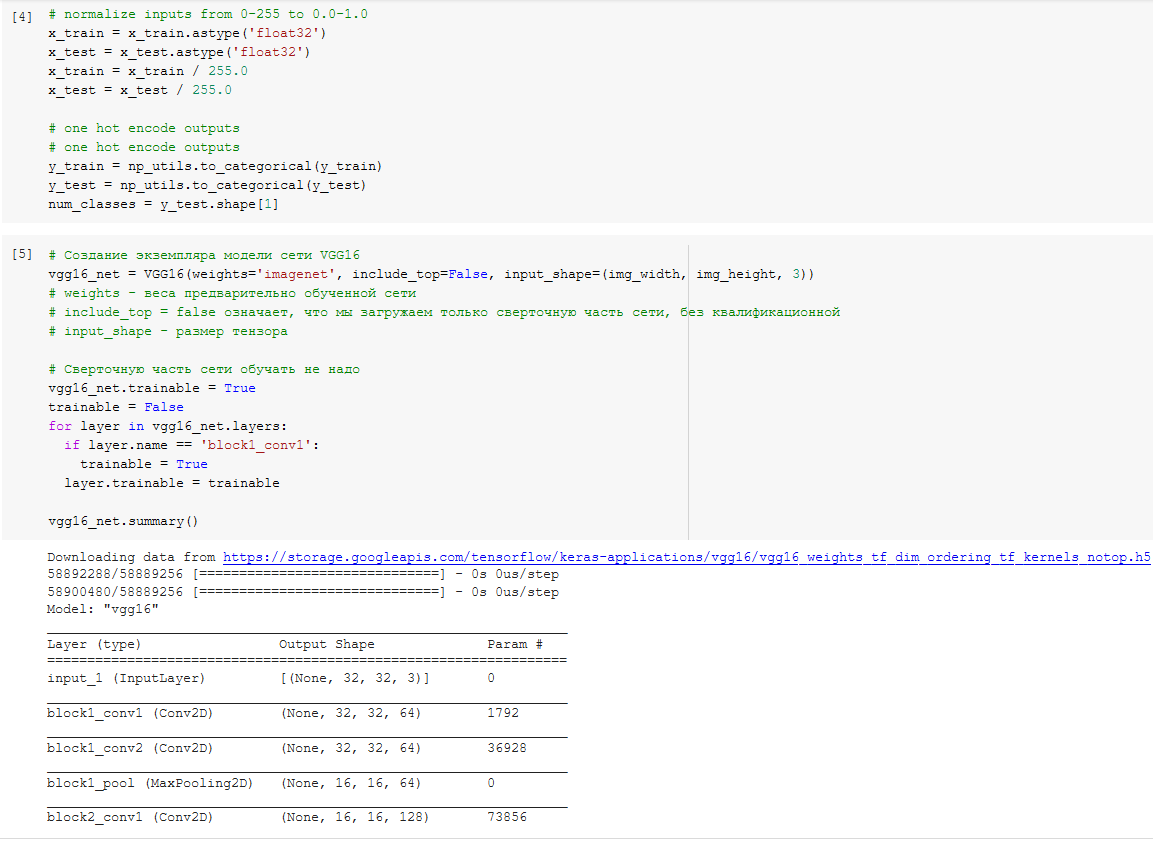 [4] # normalize inputs from 0-255 to 0.0-1.0
x_train = x_train.astype('float32')
x_test = x_test.astype('float32')
x_train = x_train / 255.0
x_test = x_test / 255.0
# one hot encode outputs
# one hot encode outputs
y_train = np_utils.to_categorical(y_train)
y_test = np_utils.to_categorical(y_test)
num_classes = y_test.shape[1]
[5] # Создание экземпляра модели сети VGG16
vgg16_net = VGG16(weights='imagenet', include_top=False, input_shape=(img_width, img_height, 3))
# weights - веса предварительно обученной сети
# include_top = false означает, что мы загружаем только сверточную часть сети, без квалификационной
# input_shape - размер тензора
# Сверточную часть сети обучать не надо
vgg16_net.trainable = True
trainable = False
for layer in vgg16_net.layers:
  if layer.name == 'block1_conv1':
    trainable = True
  layer.trainable = trainable
vgg16_net.summary()
Downloading data from https://storage.googleapis.com/tensorflow/keras-applications/vgg16/vgg16_weights_tf_dim_ordering_tf_kernels_notop.h5
58892288/58889256 [==============================] - 0s 0us/step
58900480/58889256 [==============================] - 0s 0us/step
Model: "vgg16"
Layer (type) Output Shape Param #
=================================================================
input_1 (InputLayer) [(None, 32, 32, 3)] 0
block1_conv1 (Conv2D) (None, 32, 32, 64) 1792
block1_conv2 (Conv2D) (None, 32, 32, 64) 36928
block1_pool (MaxPooling2D) (None, 16, 16, 64) 0
block2_conv1 (Conv2D) (None, 16, 16, 128) 73856